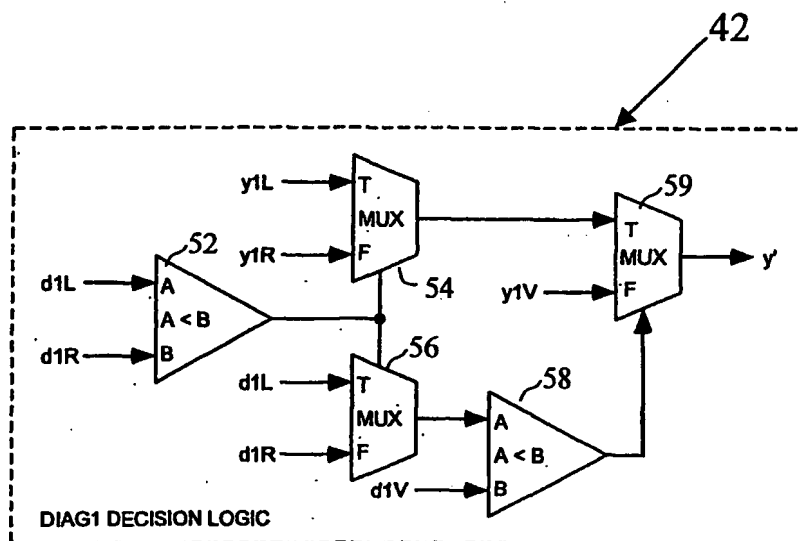 42
y1L
T
MUX
y1R
F
54
52
d1L
A
A < B
d1R
B
59
T
MUX
y1V
F
y'
56
d1L
T
MUX
d1R
F
58
A
A < B
d1V
B
DIAG1 DECISION LOGIC